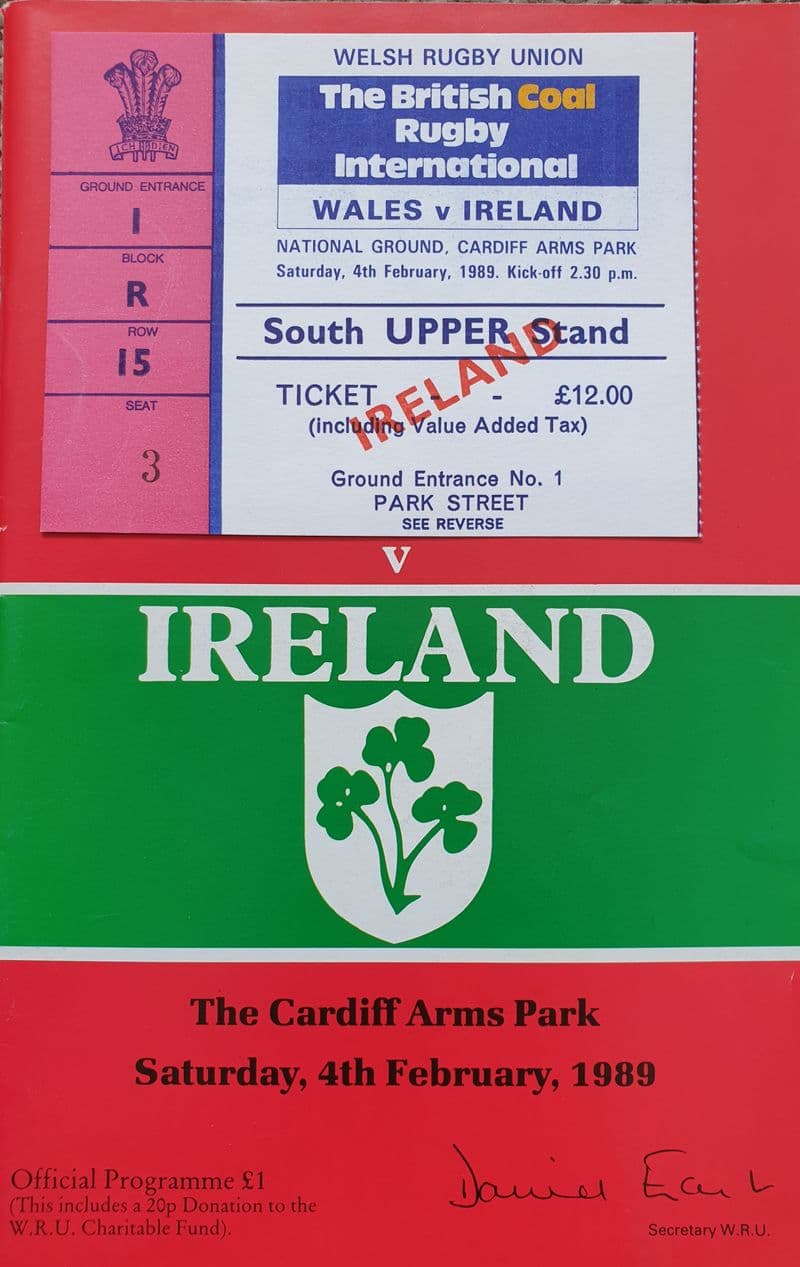 ICH DIEN
GROUND ENTRANCE
1
BLOCK
R
ROW
15
SEAT
3
WELSH RUGBY UNION
The British Coal
Rugby
International
WALES v IRELAND
NATIONAL GROUND, CARDIFF ARMS PARK
Saturday, 4th February, 1989. Kick-off 2.30 p.m.
South UPPER Stand
IRELAND
TICKET - - £12.00
(including Value Added Tax)
Ground Entrance No. 1
PARK STREET
SEE REVERSE
V
IRELAND
The Cardiff Arms Park
Saturday, 4th February, 1989
Official Programme £1
(This includes a 20p Donation to the
W.R.U. Charitable Fund).
Secretary W.R.U.